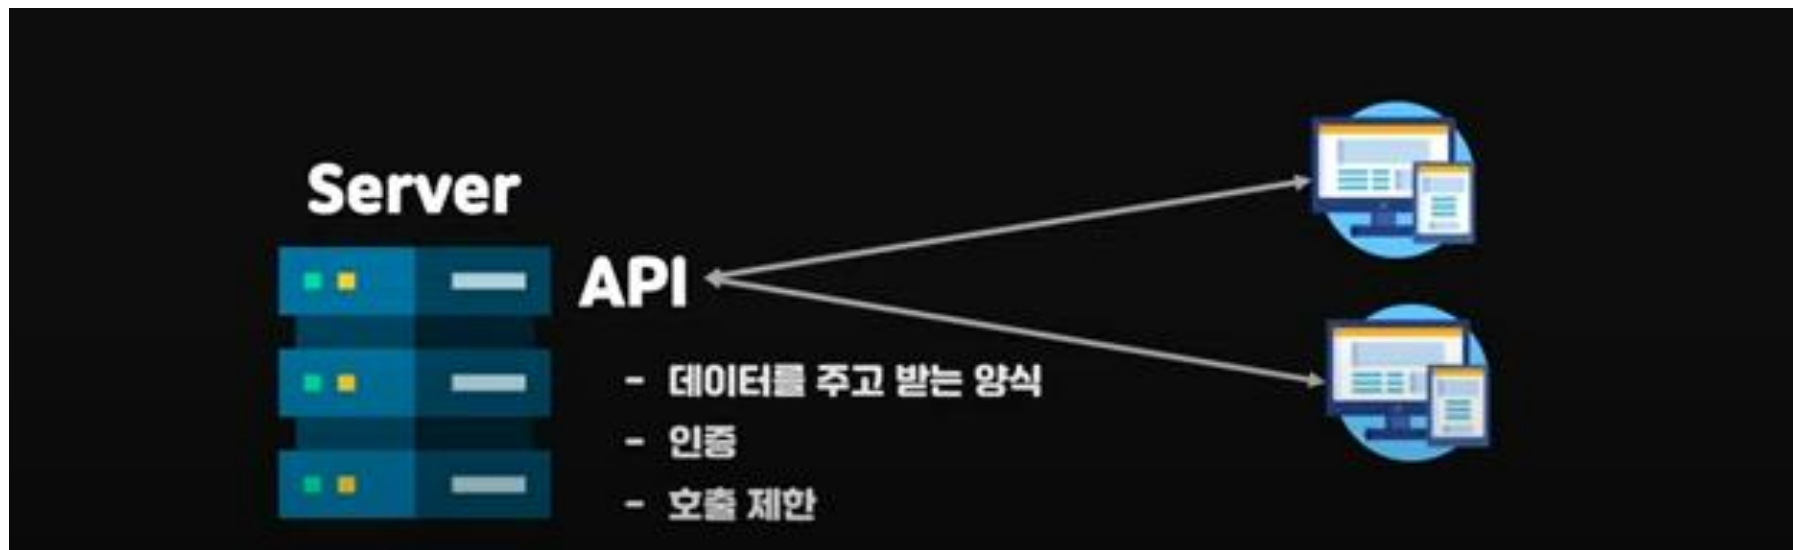 Server
API
- 데이터를 주고 받는 양식
- 인증
- 호출 제한